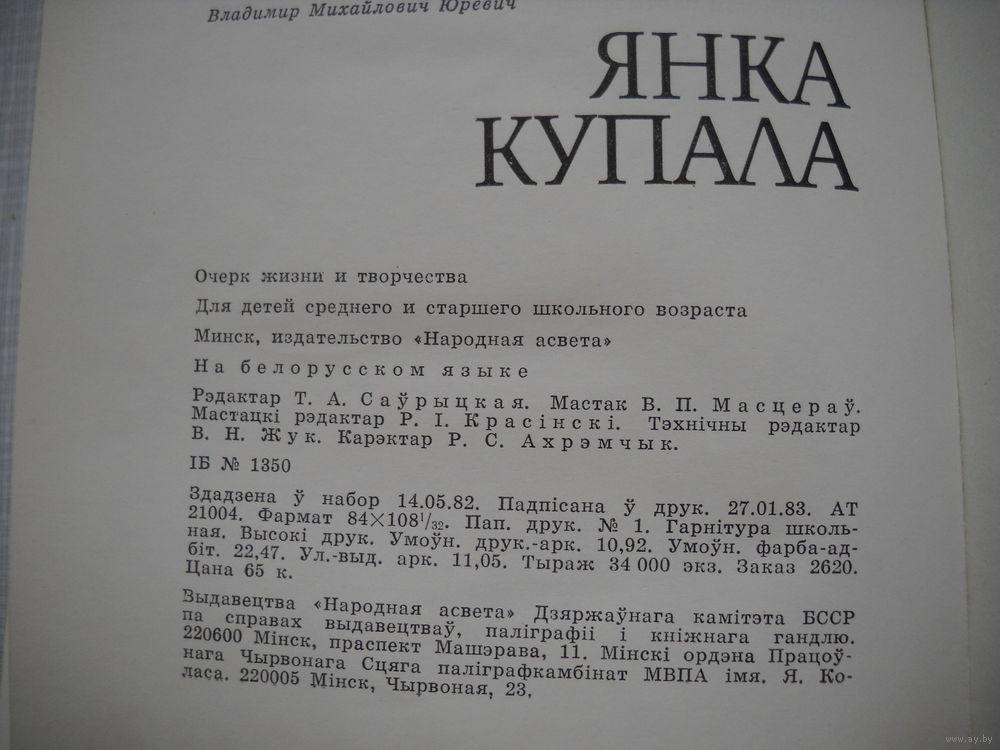 Владимир Михайлович Юревич
ЯНКА
КУПАЛА
Очерк жизни и творчества
Для детей среднего и старшего школьного возраста
Минск, издательство «Народная асвета»
На белорусском языке
Рэдактар Т. А. Саўрыцкая. Мастак В. П. Масцераў.
Мастацкі рэдактар Р. І. Красінскі. Тэхнічны рэдактар
В. Н. Жук. Карэктар Р. С. Ахрэмчык.
ІБ № 1350
Здадзена ў набор 14.05.82. Падпісана ў друк. 27.01.83. АТ
21004. Фармат 84×108¹/₃₂. Пап. друк. № 1. Гарнітура школь-
ная. Высокі друк. Умоўн. друк.-арк. 10,92. Умоўн. фарба-ад-
біт. 22,47. Ул.-выд. арк. 11,05. Тыраж 34 000 экз. Заказ 2620.
Цана 65 к.
Выдавецтва «Народная асвета» Дзяржаўнага камітэта БССР
па справах выдавецтваў, паліграфіі і кніжнага гандлю.
220600 Мінск, праспект Машэрава, 11. Мінскі ордэна Працоў-
нага Чырвонага Сцяга паліграфкамбінат МВПА імя. Я. Ко-
ласа. 220005 Мінск, Чырвоная, 23,
www.ay.by